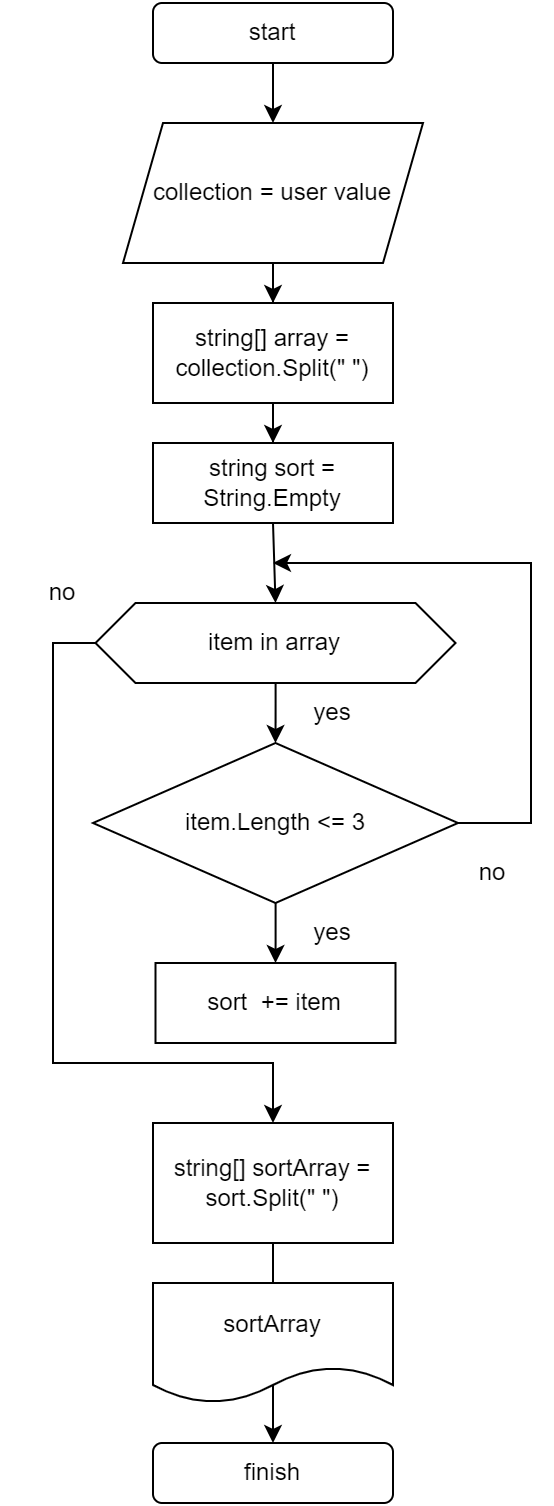 start
collection = user value
string[] array =
collection.Split(" ")
string sort =
String.Empty
no
item in array
yes
item.Length <= 3
no
yes
sort  += item
string[] sortArray =
sort.Split(" ")
sortArray
finish